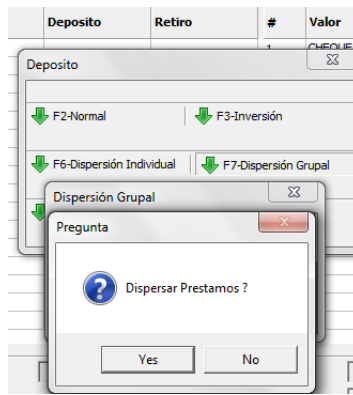 Deposito Retiro # Valor
1 CHEQUE
Deposito
F2-Normal F3-Inversión
F6-Dispersión Individual F7-Dispersión Grupal
Dispersión Grupal
Pregunta
Dispersar Prestamos ?
Yes No